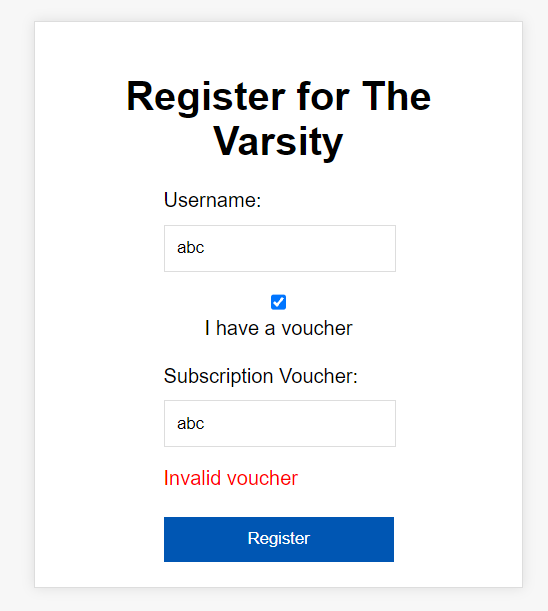 Register for The
Varsity
Username:
abc
I have a voucher
Subscription Voucher:
abc
Invalid voucher
Register